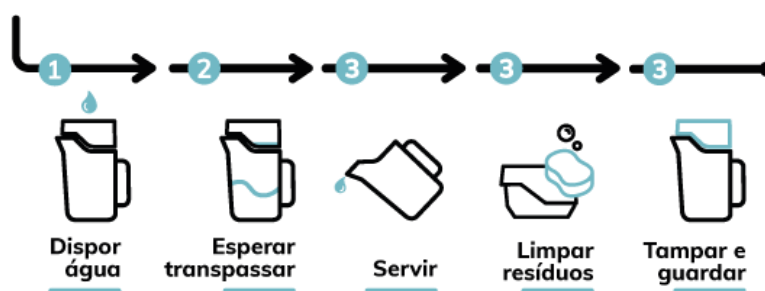 1 2 3 3 3
Dispor
água
Esperar
transpassar
Servir
Limpar
resíduos
Tampar e
guardar